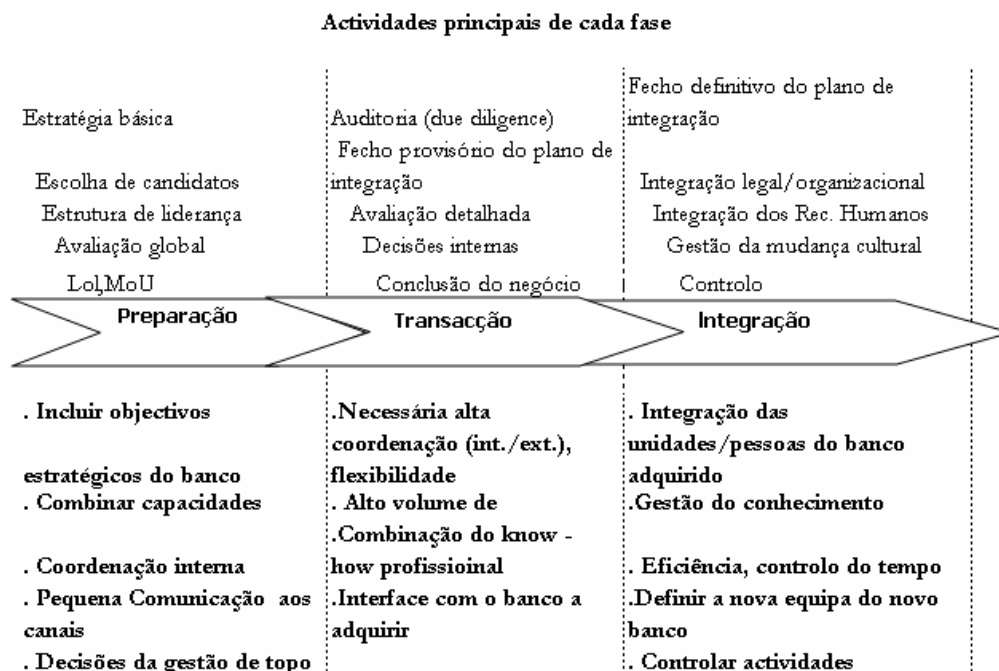 Actividades principais de cada fase
Estratégia básica
Escolha de candidatos
Estrutura de liderança
Avaliação global
LoI,MoU
Auditoria (due diligence)
Fecho provisório do plano de
integração
Avaliação detalhada
Decisões internas
Conclusão do negócio
Fecho definitivo do plano de
integração
Integração legal/organizacional
Integração dos Rec. Humanos
Gestão da mudança cultural
Controlo
Preparação
Transacção
Integração
. Incluir objectivos
estratégicos do banco
. Combinar capacidades
. Coordenação interna
. Pequena Comunicação aos
canais
. Decisões da gestão de topo
.Necessária alta
coordenação (int./ext.),
flexibilidade
. Alto volume de
.Combinação do know -
how profissioinal
.Interface com o banco a
adquirir
. Integração das
unidades/pessoas do banco
adquirido
.Gestão do conhecimento
. Eficiência, controlo do tempo
.Definir a nova equipa do novo
banco
. Controlar actividades